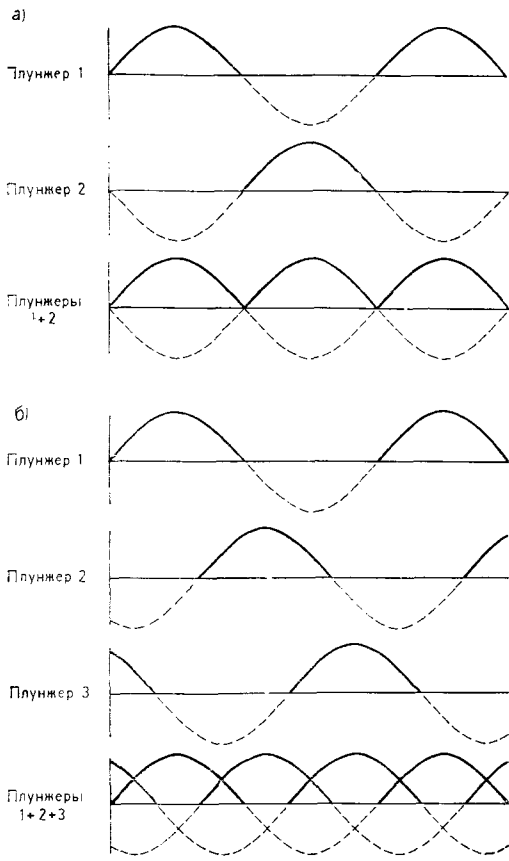 а)
Плунжер 1
Плунжер 2
Плунжеры
1+2
б)
Плунжер 1
Плунжер 2
Плунжер 3
Плунжеры
1+2+3